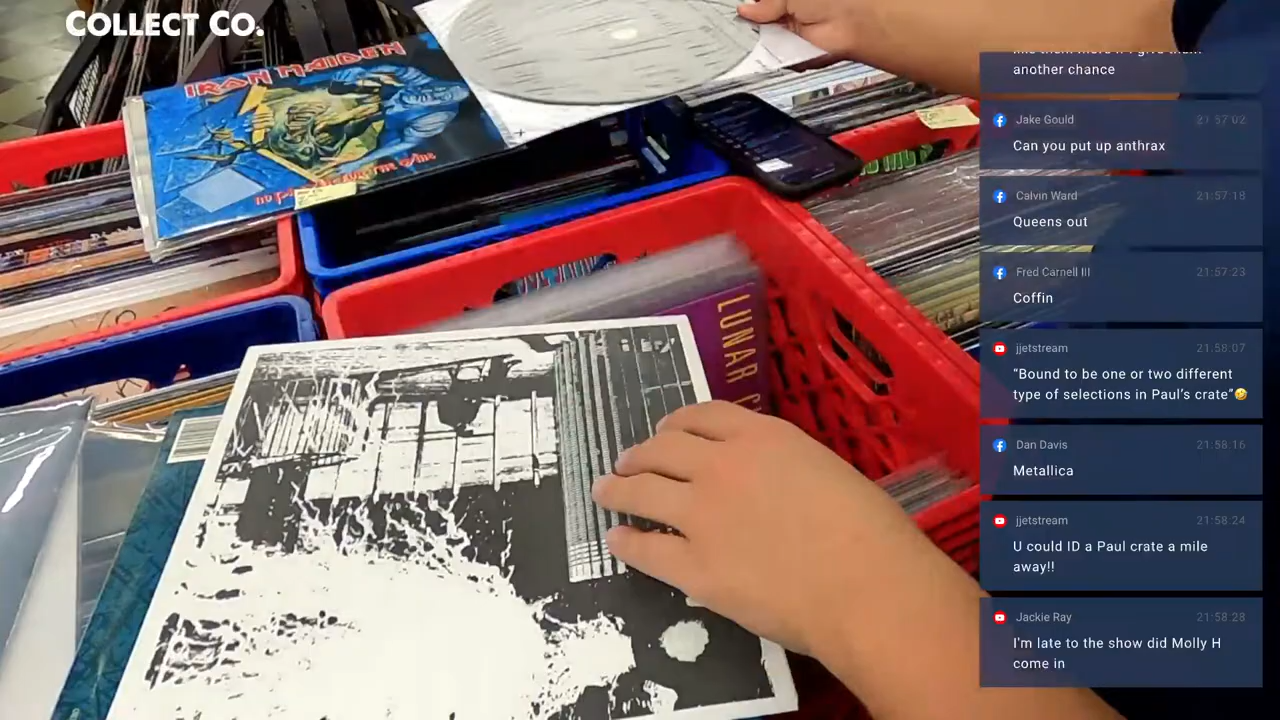 COLLECT CO.
IRON MAIDEN
LUNAR
another chance
Jake Gould 21:57:02
Can you put up anthrax
Calvin Ward 21:57:18
Queens out
Fred Carnell III 21:57:23
Coffin
jjetstream 21:58:07
“Bound to be one or two different
type of selections in Paul’s crate”🤣
Dan Davis 21:58:16
Metallica
jjetstream 21:58:24
U could ID a Paul crate a mile
away!!
Jackie Ray 21:58:28
I'm late to the show did Molly H
come in